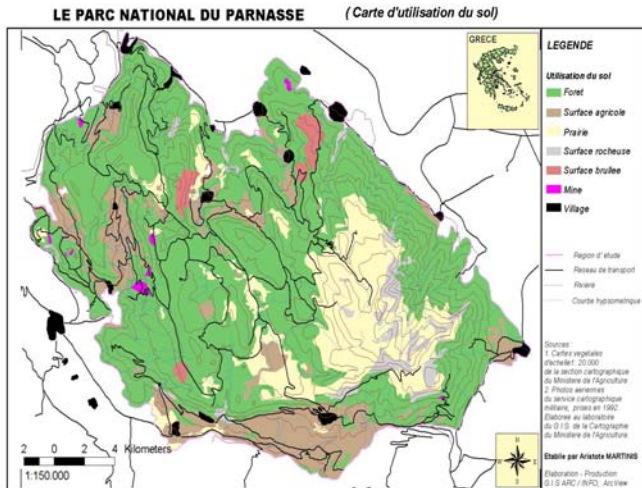 LE PARC NATIONAL DU PARNASSE (Carte d'utilisation du sol)
GRECE
LEGENDE
Utilisation du sol
Foret
Surface agricole
Prairie
Surface rocheuse
Surface brullee
Mine
Village
Region d' etude
Reseau de transport
Riviere
Courbe hypsometrique
Sources :
1. Cartes vegetales
d'echelle1: 20.000
de la section cartographique
du Ministere de l'Agriculture
2. Photos aeriennes
du service cartographique
militaire, prises en 1992.
Elaboree au laboratoire
du G.I.S. de la Cartographie
du Ministere de l'Agriculture.
Etablie par Aristote MARTINIS
Elaboration - Production
G.I.S ARC / INFO, ArcView
2 0 2 4 Kilometers
1:150.000
N
W E
S